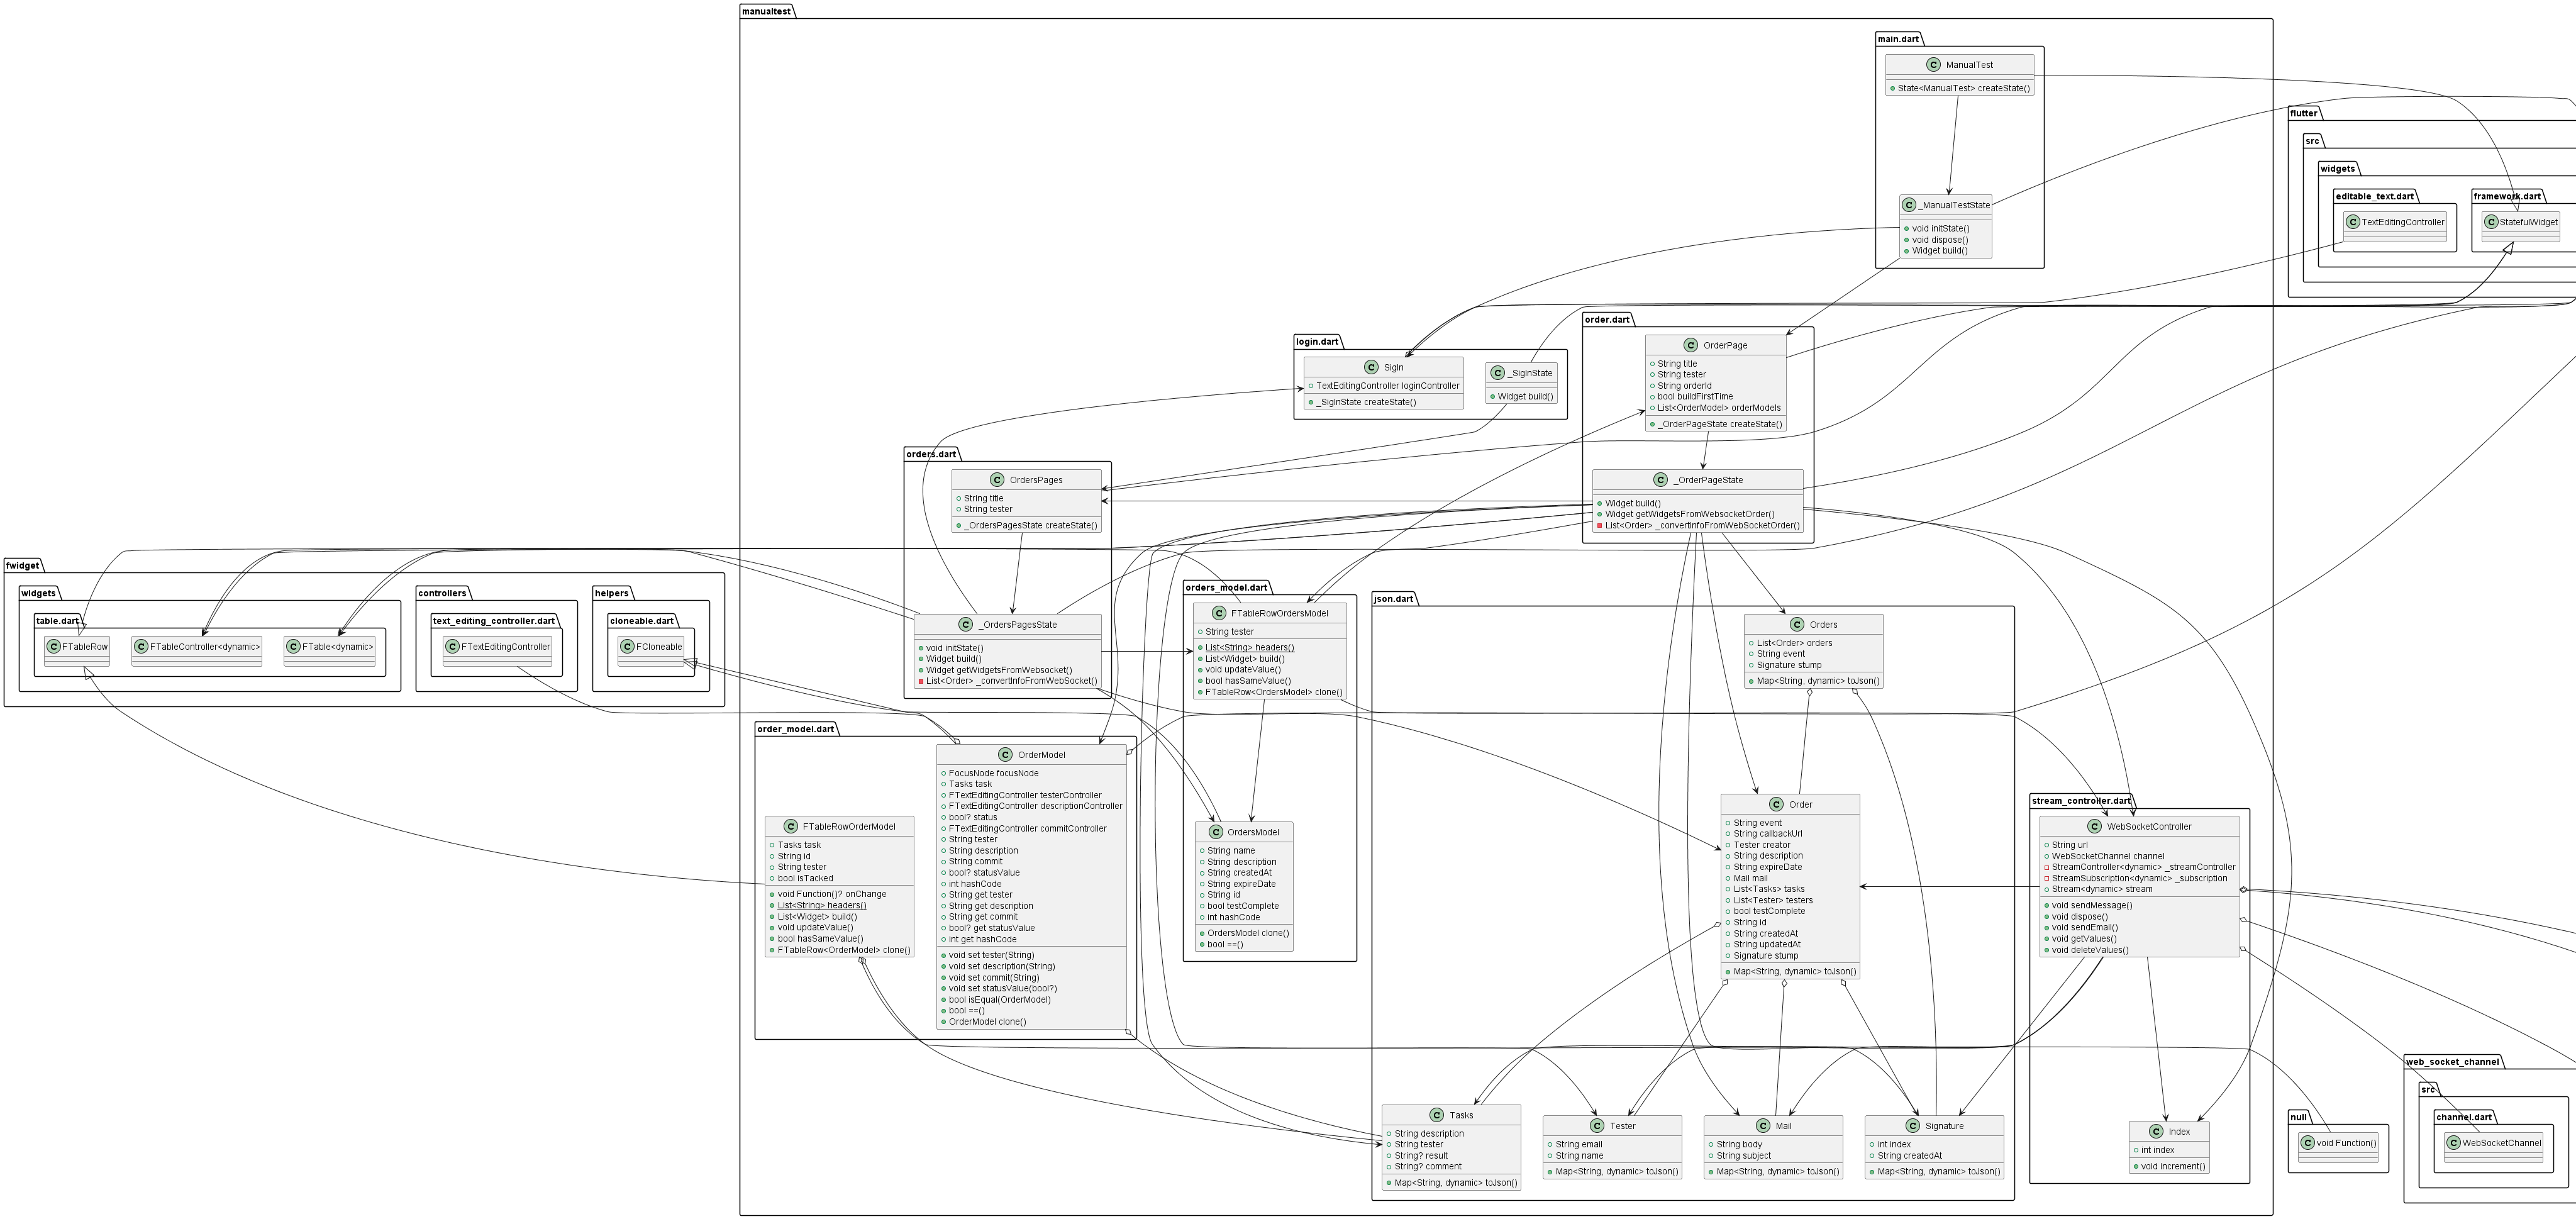 manualtest
main.dart
C ManualTest
State<ManualTest> createState()
C _ManualTestState
void initState()
void dispose()
Widget build()
flutter
src
widgets
editable_text.dart
C TextEditingController
framework.dart
C StatefulWidget
login.dart
C SigIn
TextEditingController loginController
_SigInState createState()
C _SigInState
Widget build()
order.dart
C OrderPage
String title
String tester
String orderId
bool buildFirstTime
List<OrderModel> orderModels
_OrderPageState createState()
C _OrderPageState
Widget build()
Widget getWidgetsFromWebsocketOrder()
List<Order> _convertInfoFromWebSocketOrder()
orders.dart
C OrdersPages
String title
String tester
_OrdersPagesState createState()
C _OrdersPagesState
void initState()
Widget build()
Widget getWidgetsFromWebsocket()
List<Order> _convertInfoFromWebSocket()
fwidget
widgets
table.dart
C FTableRow
C FTableController<dynamic>
C FTable<dynamic>
controllers
text_editing_controller.dart
C FTextEditingController
helpers
cloneable.dart
C FCloneable
orders_model.dart
C FTableRowOrdersModel
String tester
List<String> headers()
List<Widget> build()
void updateValue()
bool hasSameValue()
FTableRow<OrdersModel> clone()
C OrdersModel
String name
String description
String createdAt
String expireDate
String id
bool testComplete
int hashCode
OrdersModel clone()
bool ==()
order_model.dart
C FTableRowOrderModel
Tasks task
String id
String tester
bool isTacked
void Function()? onChange
List<String> headers()
List<Widget> build()
void updateValue()
bool hasSameValue()
FTableRow<OrderModel> clone()
C OrderModel
FocusNode focusNode
Tasks task
FTextEditingController testerController
FTextEditingController descriptionController
bool? status
FTextEditingController commitController
String tester
String description
String commit
bool? statusValue
int hashCode
String get tester
String get description
String get commit
bool? get statusValue
int get hashCode
void set tester(String)
void set description(String)
void set commit(String)
void set statusValue(bool?)
bool isEqual(OrderModel)
bool ==()
OrderModel clone()
json.dart
C Orders
List<Order> orders
String event
Signature stump
Map<String, dynamic> toJson()
C Order
String event
String callbackUrl
Tester creator
String description
String expireDate
Mail mail
List<Tasks> tasks
List<Tester> testers
bool testComplete
String id
String createdAt
String updatedAt
Signature stump
Map<String, dynamic> toJson()
C Tasks
String description
String tester
String? result
String? comment
Map<String, dynamic> toJson()
C Tester
String email
String name
Map<String, dynamic> toJson()
C Mail
String body
String subject
Map<String, dynamic> toJson()
C Signature
int index
String createdAt
Map<String, dynamic> toJson()
stream_controller.dart
C WebSocketController
String url
WebSocketChannel channel
StreamController<dynamic> _streamController
StreamSubscription<dynamic> _subscription
Stream<dynamic> stream
void sendMessage()
void dispose()
void sendEmail()
void getValues()
void deleteValues()
C Index
int index
void increment()
null
C void Function()
web_socket_channel
src
channel.dart
C WebSocketChannel